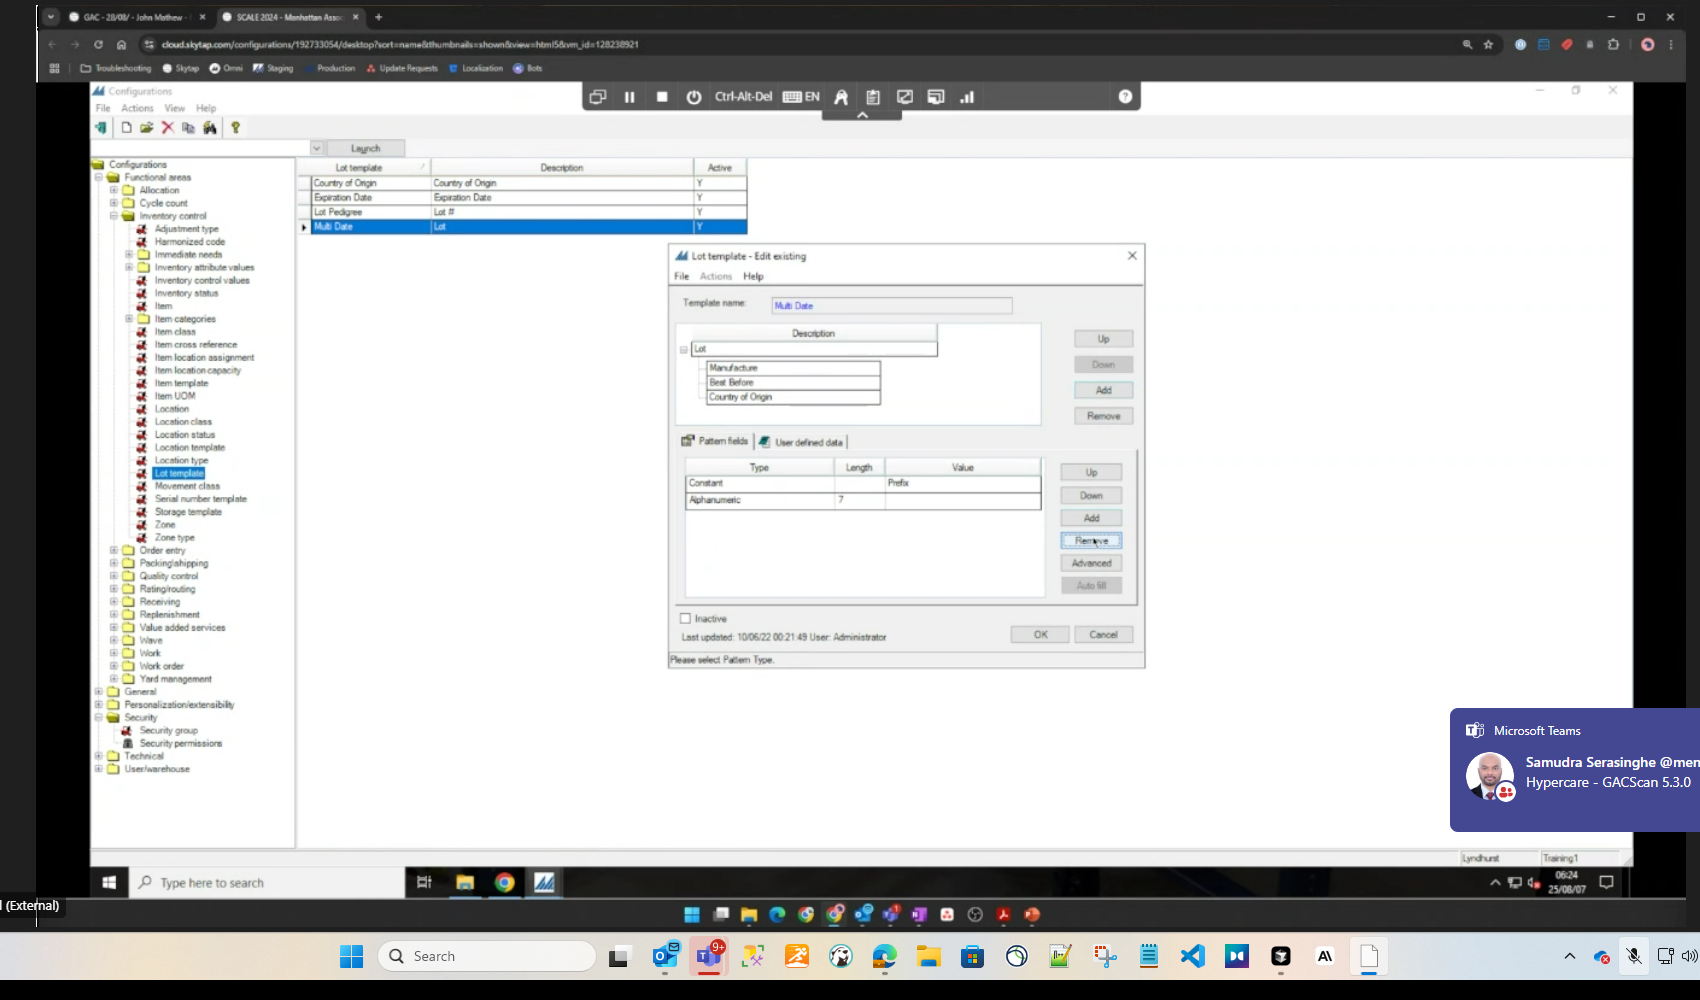 GAC - 28/08/ - John Mathew -
SCALE 2024 - Manhattan Assoc
cloud.skytap.com/configurations/192733054/desktop?sort=name&thumbnails=shown&view=html5&vm_id=128238921
Troubleshooting Skytap Omni Staging Production Update Requests Localization Bots
Configurations
Ctrl-Alt-Del EN
File Actions View Help
Launch
Configurations
Functional areas
Allocation
Cycle count
Inventory control
Adjustment type
Harmonized code
Immediate needs
Inventory attribute values
Inventory control values
Inventory status
Item
Item categories
Item class
Item cross reference
Item location assignment
Item location capacity
Item template
Item UOM
Location
Location class
Location status
Location template
Location type
Lot template
Movement class
Serial number template
Storage template
Zone
Zone type
Order entry
Packing\shipping
Quality control
Rating/routing
Receiving
Replenishment
Value added services
Wave
Work
Work order
Yard management
General
Personalization/extensibility
Security
Security group
Security permissions
Technical
User/warehouse
Lot template Description Active
Country of Origin Country of Origin Y
Expiration Date Expiration Date Y
Lot Pedigree Lot # Y
Multi Date Lot Y
Lot template - Edit existing
File Actions Help
Template name: Multi Date
Description
Lot
Manufacture
Best Before
Country of Origin
Up
Down
Add
Remove
Pattern fields User defined data
Type Length Value
Constant Prefix
Alphanumeric 7
Up
Down
Add
Remove
Advanced
Auto fill
Inactive
Last updated: 10/06/22 00:21:49 User: Administrator
OK Cancel
Please select Pattern Type.
Microsoft Teams
Samudra Serasinghe @men
Hypercare - GACScan 5.3.0
Lyndhurst Training1
Type here to search
06:24
25/08/07
(External)
Search
9+